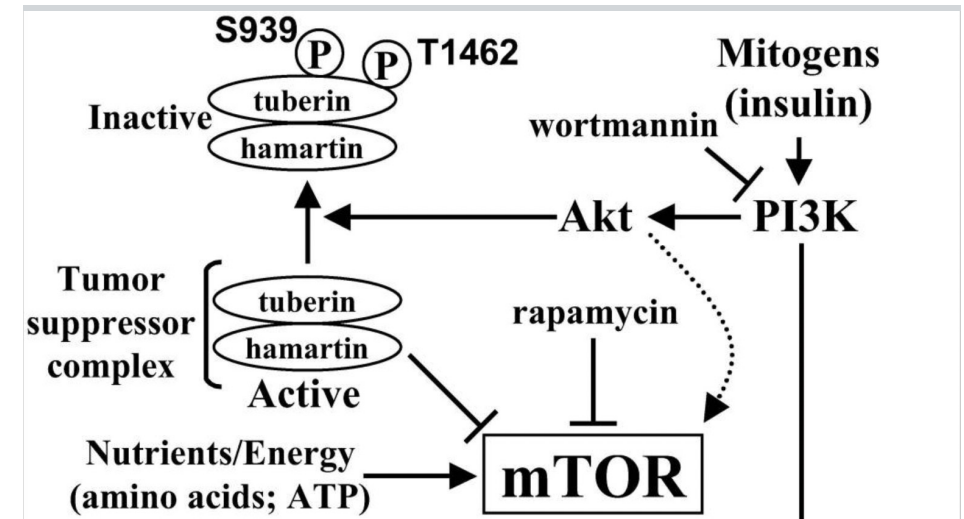 S939
P
P
T1462
Mitogens
(insulin)
Inactive
tuberin
hamartin
wortmannin
Akt
PI3K
Tumor
suppressor
complex
tuberin
hamartin
Active
rapamycin
Nutrients/Energy
(amino acids; ATP)
mTOR